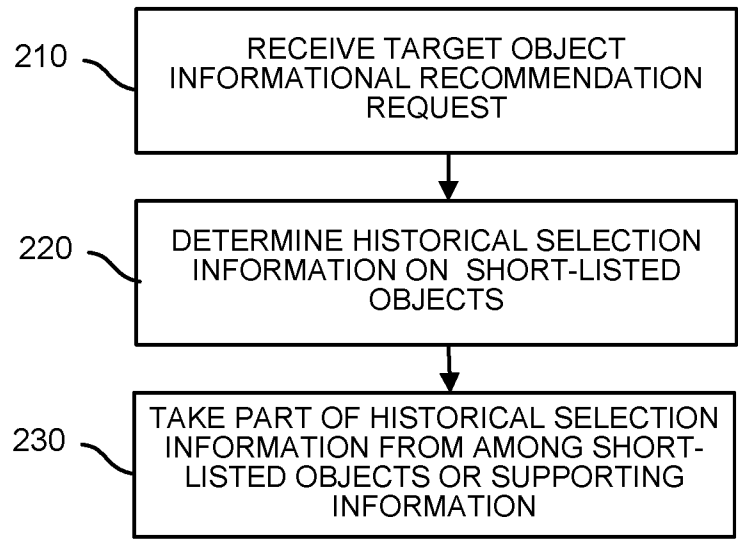 210
RECEIVE TARGET OBJECT
INFORMATIONAL RECOMMENDATION
REQUEST
220
DETERMINE HISTORICAL SELECTION
INFORMATION ON SHORT-LISTED
OBJECTS
230
TAKE PART OF HISTORICAL SELECTION
INFORMATION FROM AMONG SHORT-
LISTED OBJECTS OR SUPPORTING
INFORMATION